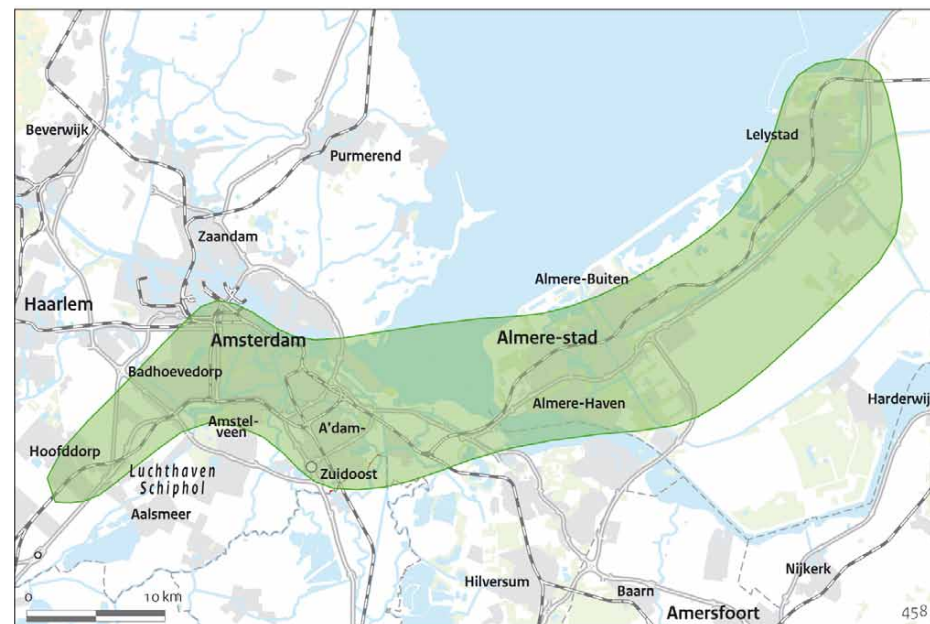 Beverwijk
Purmerend
Lelystad
Zaandam
Almere-Buiten
Haarlem
Amsterdam
Almere-stad
Badhoevedorp
Almere-Haven
Harderwij
Amstel-
veen
A'dam-
Hoofddorp
Luchthaven
Schiphol
Zuidoost
Aalsmeer
Hilversum
Nijkerk
Baarn
Amersfoort
0 10 km
458